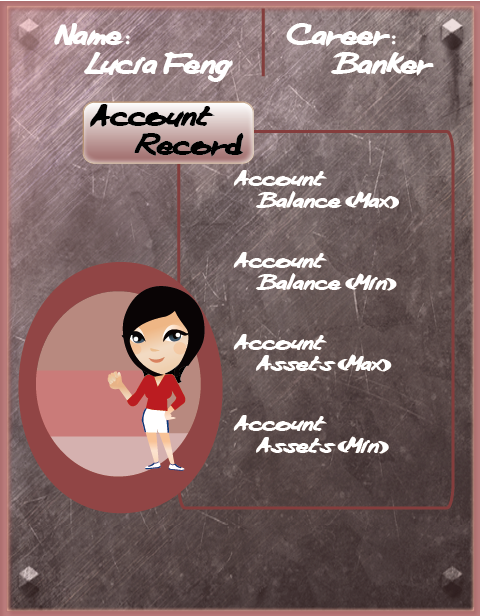 Name:
Lucia Feng
Career:
Banker
Account
Record
Account
Balance (Max)
Account
Balance (Min)
Account
Assets (Max)
Account
Assets (Min)